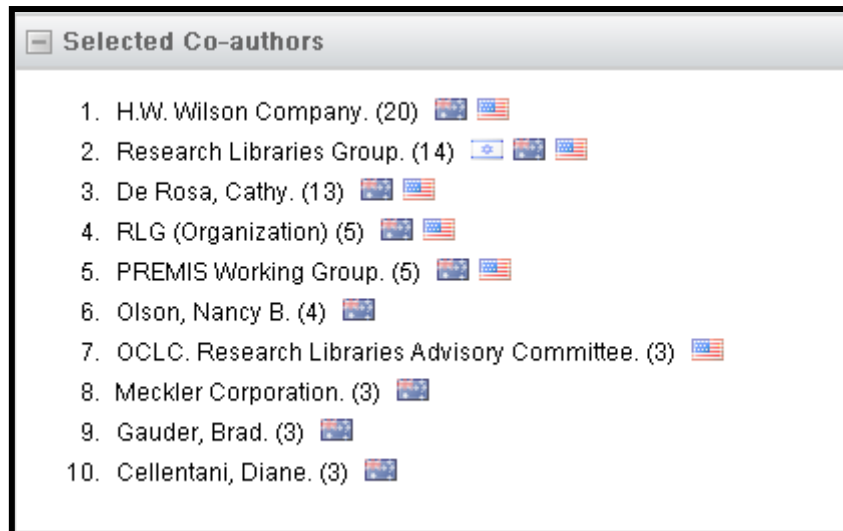 Selected Co-authors
1. H.W. Wilson Company. (20)
2. Research Libraries Group. (14)
3. De Rosa, Cathy. (13)
4. RLG (Organization) (5)
5. PREMIS Working Group. (5)
6. Olson, Nancy B. (4)
7. OCLC. Research Libraries Advisory Committee. (3)
8. Meckler Corporation. (3)
9. Gauder, Brad. (3)
10. Cellentani, Diane. (3)